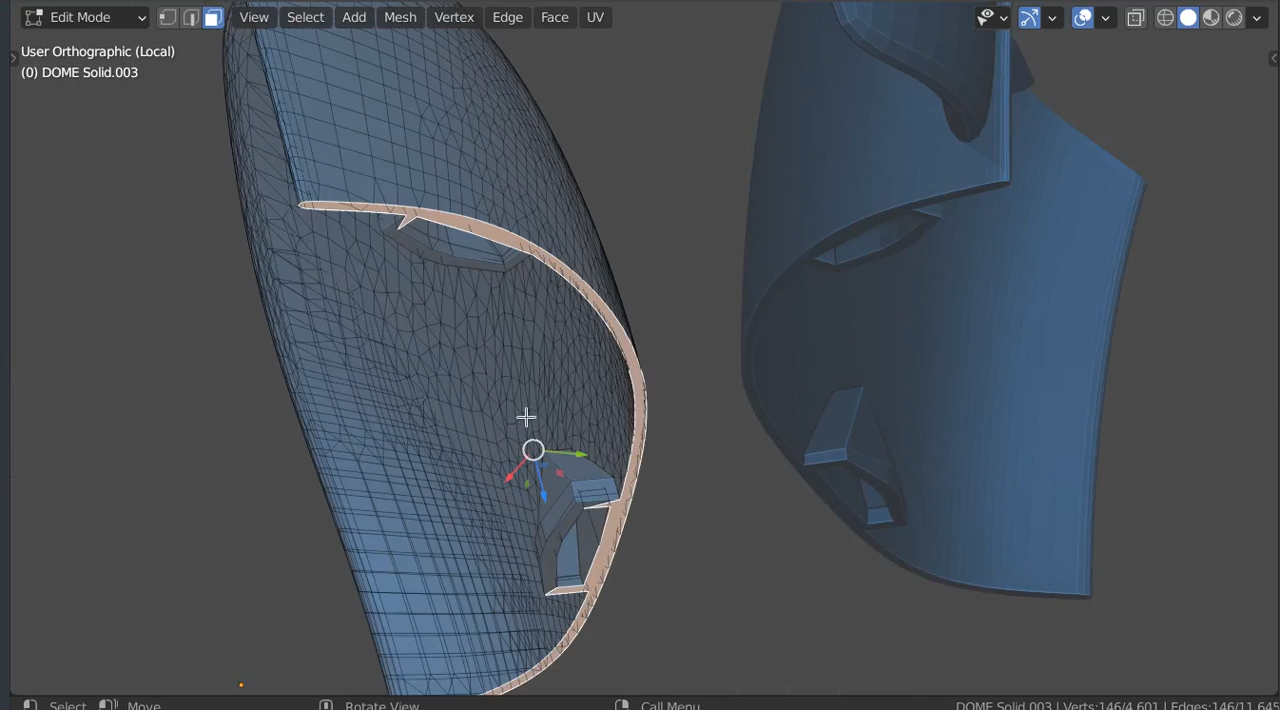 Edit Mode View Select Add Mesh Vertex Edge Face UV
User Orthographic (Local)
(0) DOME Solid.003
Select Move Rotate View Call Menu DOME Solid.003 | Verts:146/4,601 | Edges:146/11,645